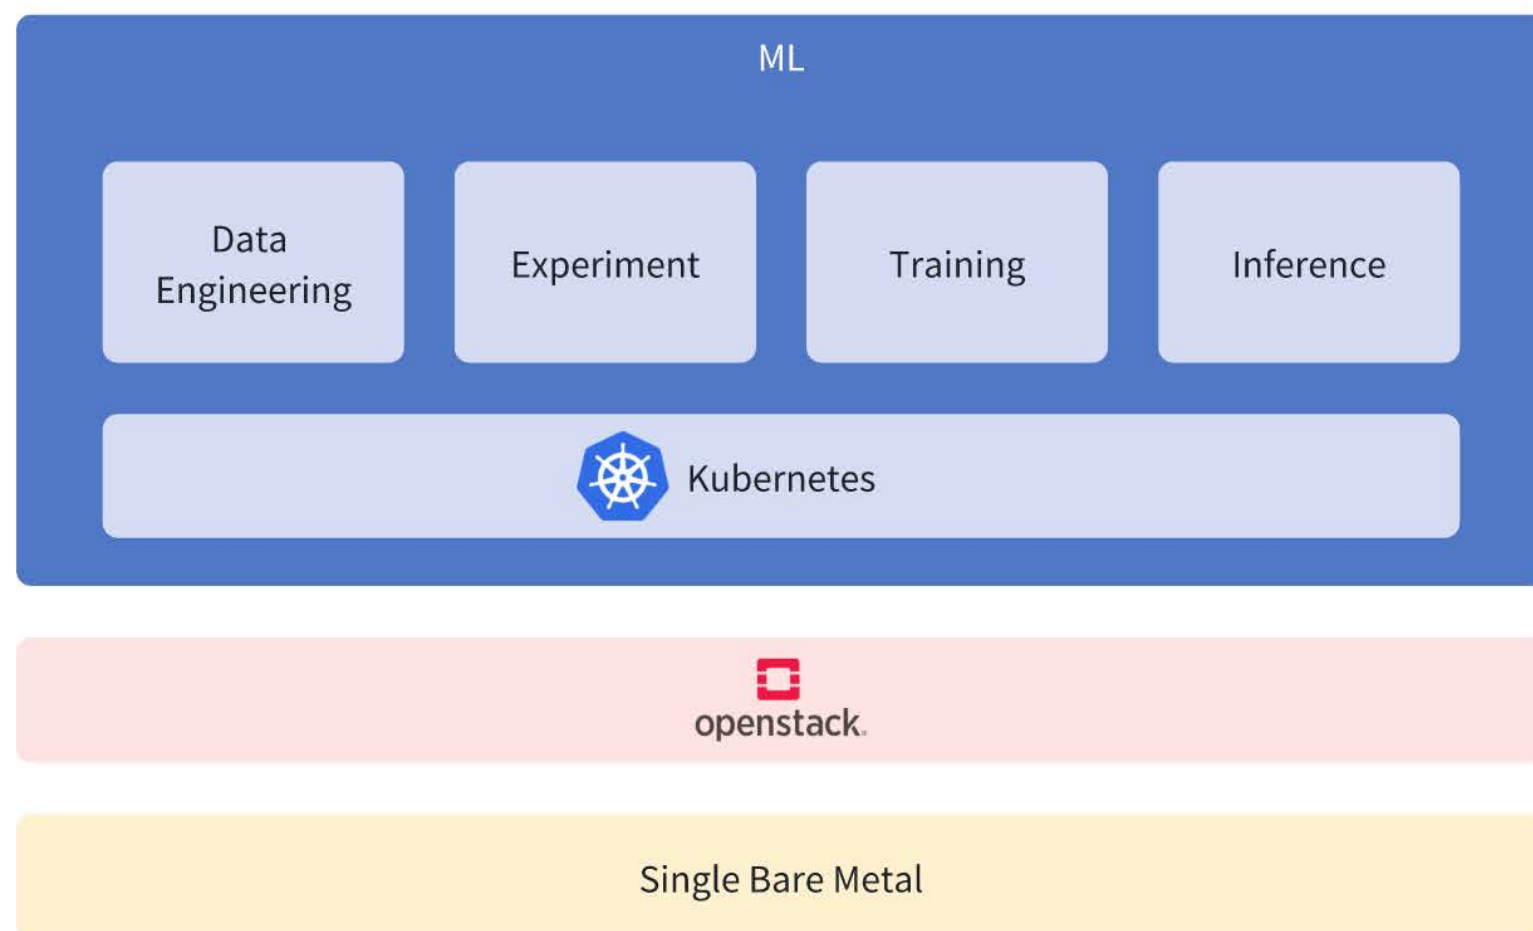 ML
Data
Engineering
Experiment
Training
Inference
Kubernetes
openstack.
Single Bare Metal